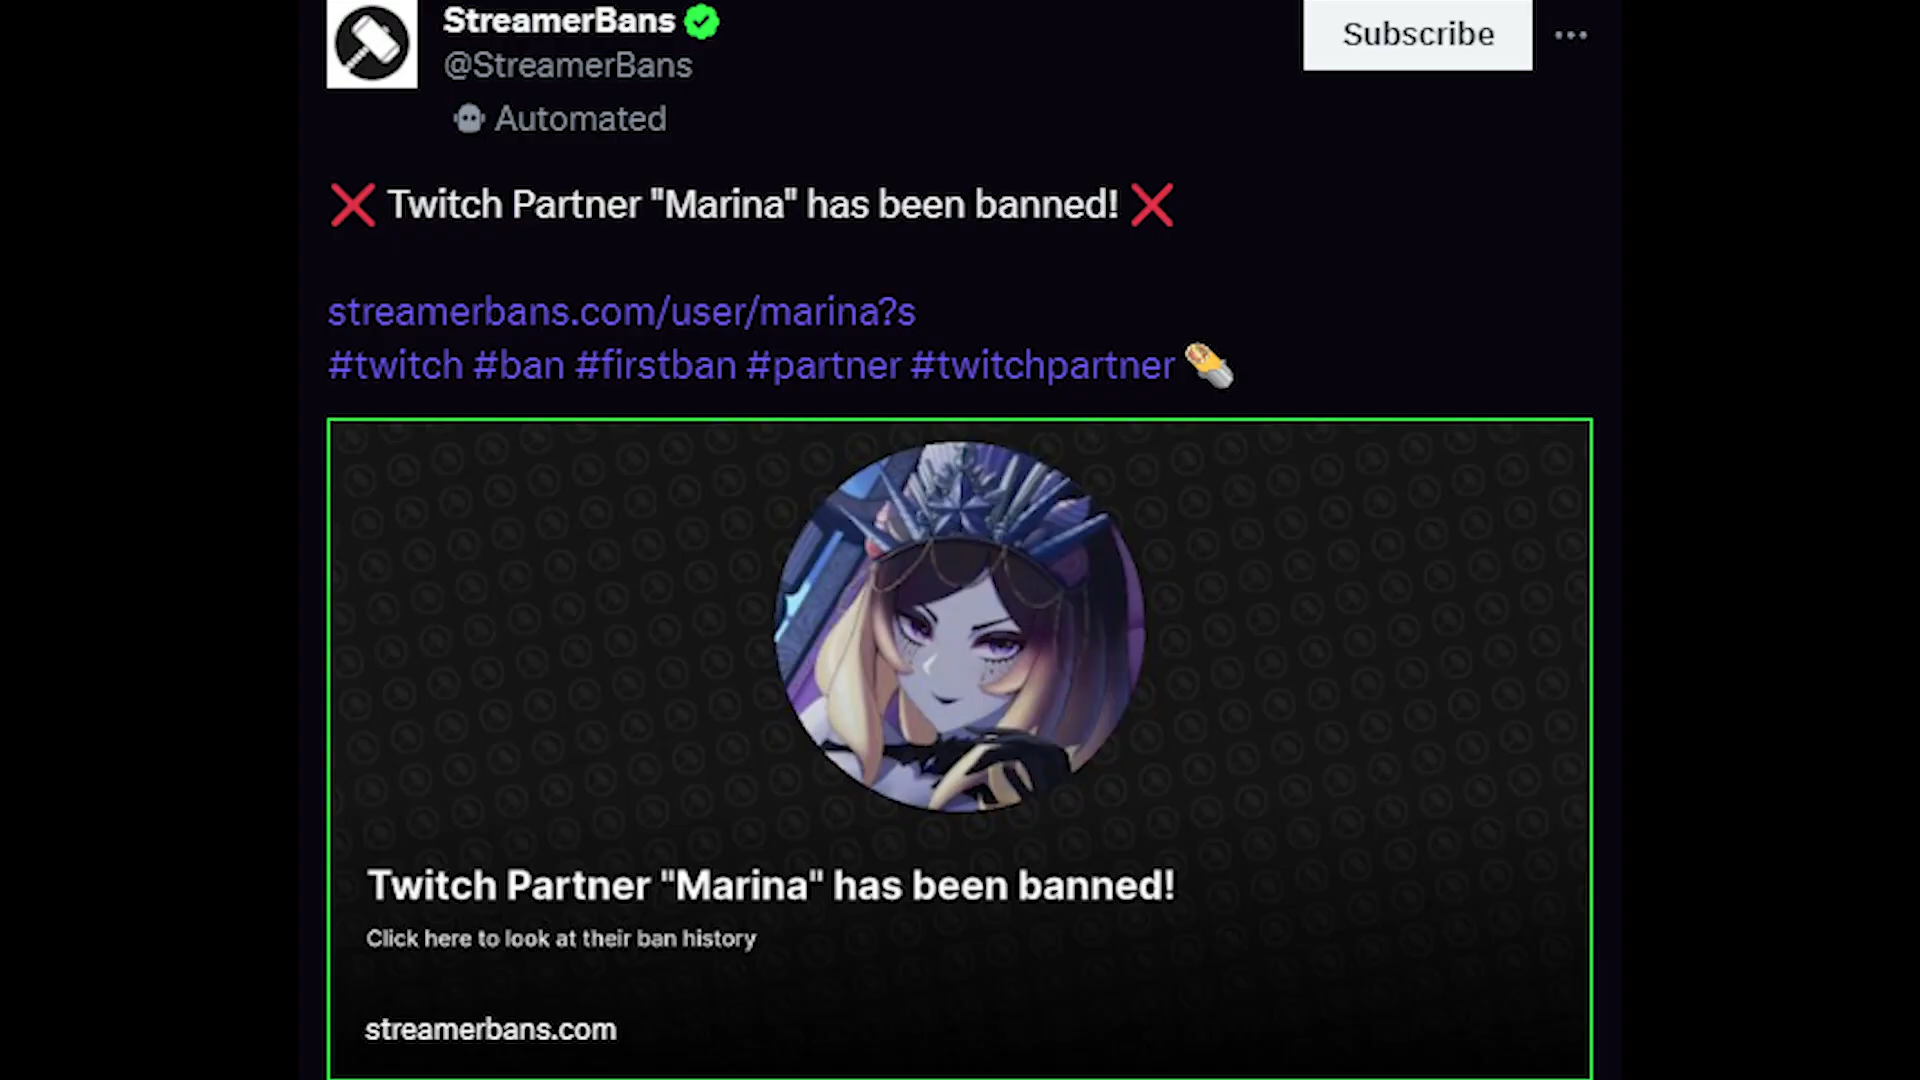 StreamerBans
@StreamerBans
Automated
Subscribe
❌ Twitch Partner "Marina" has been banned! ❌
streamerbans.com/user/marina?s
#twitch #ban #firstban #partner #twitchpartner 🌯
Twitch Partner "Marina" has been banned!
Click here to look at their ban history
streamerbans.com